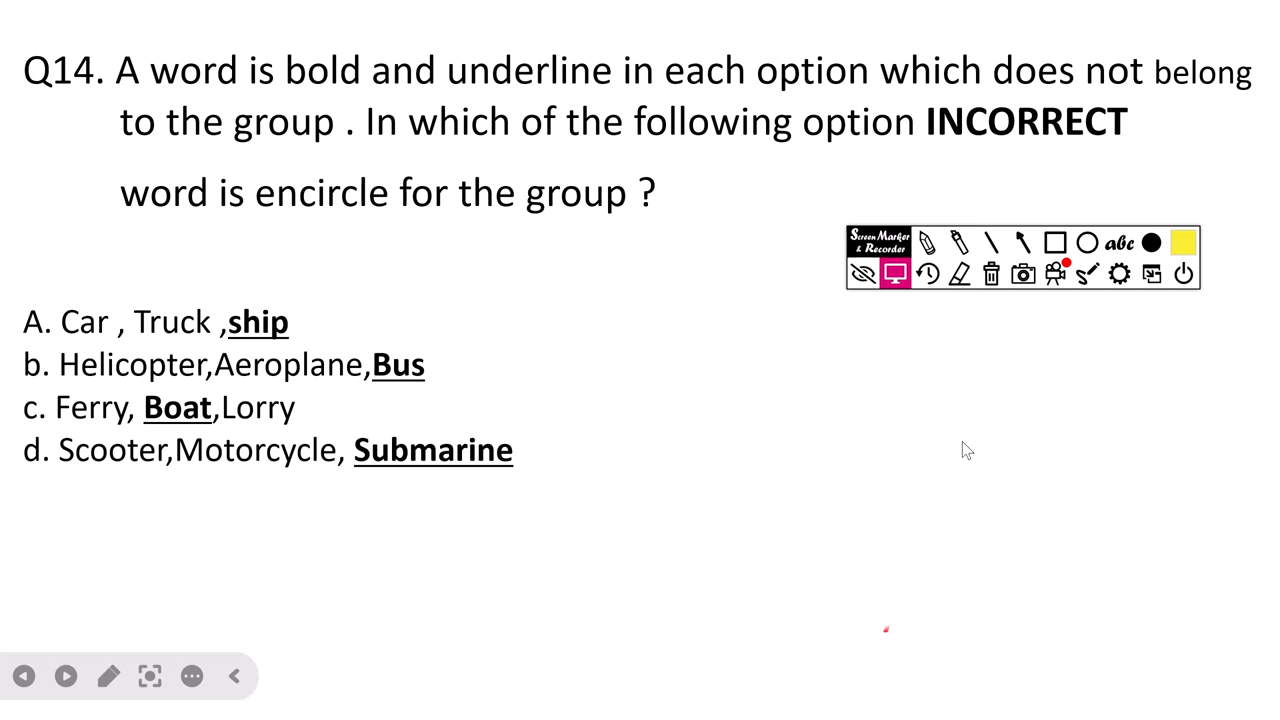 Q14. A word is bold and underline in each option which does not belong
to the group . In which of the following option INCORRECT
word is encircle for the group ?
Screen Marker
& Recorder
abc
A. Car , Truck ,ship
b. Helicopter,Aeroplane,Bus
c. Ferry, Boat,Lorry
d. Scooter,Motorcycle, Submarine